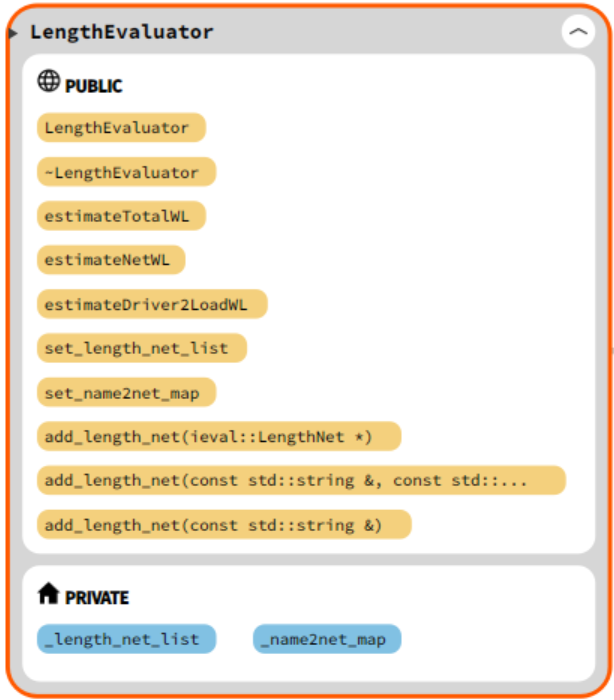 LengthEvaluator
PUBLIC
LengthEvaluator
~LengthEvaluator
estimateTotalWL
estimateNetWL
estimateDriver2LoadWL
set_length_net_list
set_name2net_map
add_length_net(ieval::LengthNet *)
add_length_net(const std::string &, const std::...
add_length_net(const std::string &)
PRIVATE
_length_net_list _name2net_map